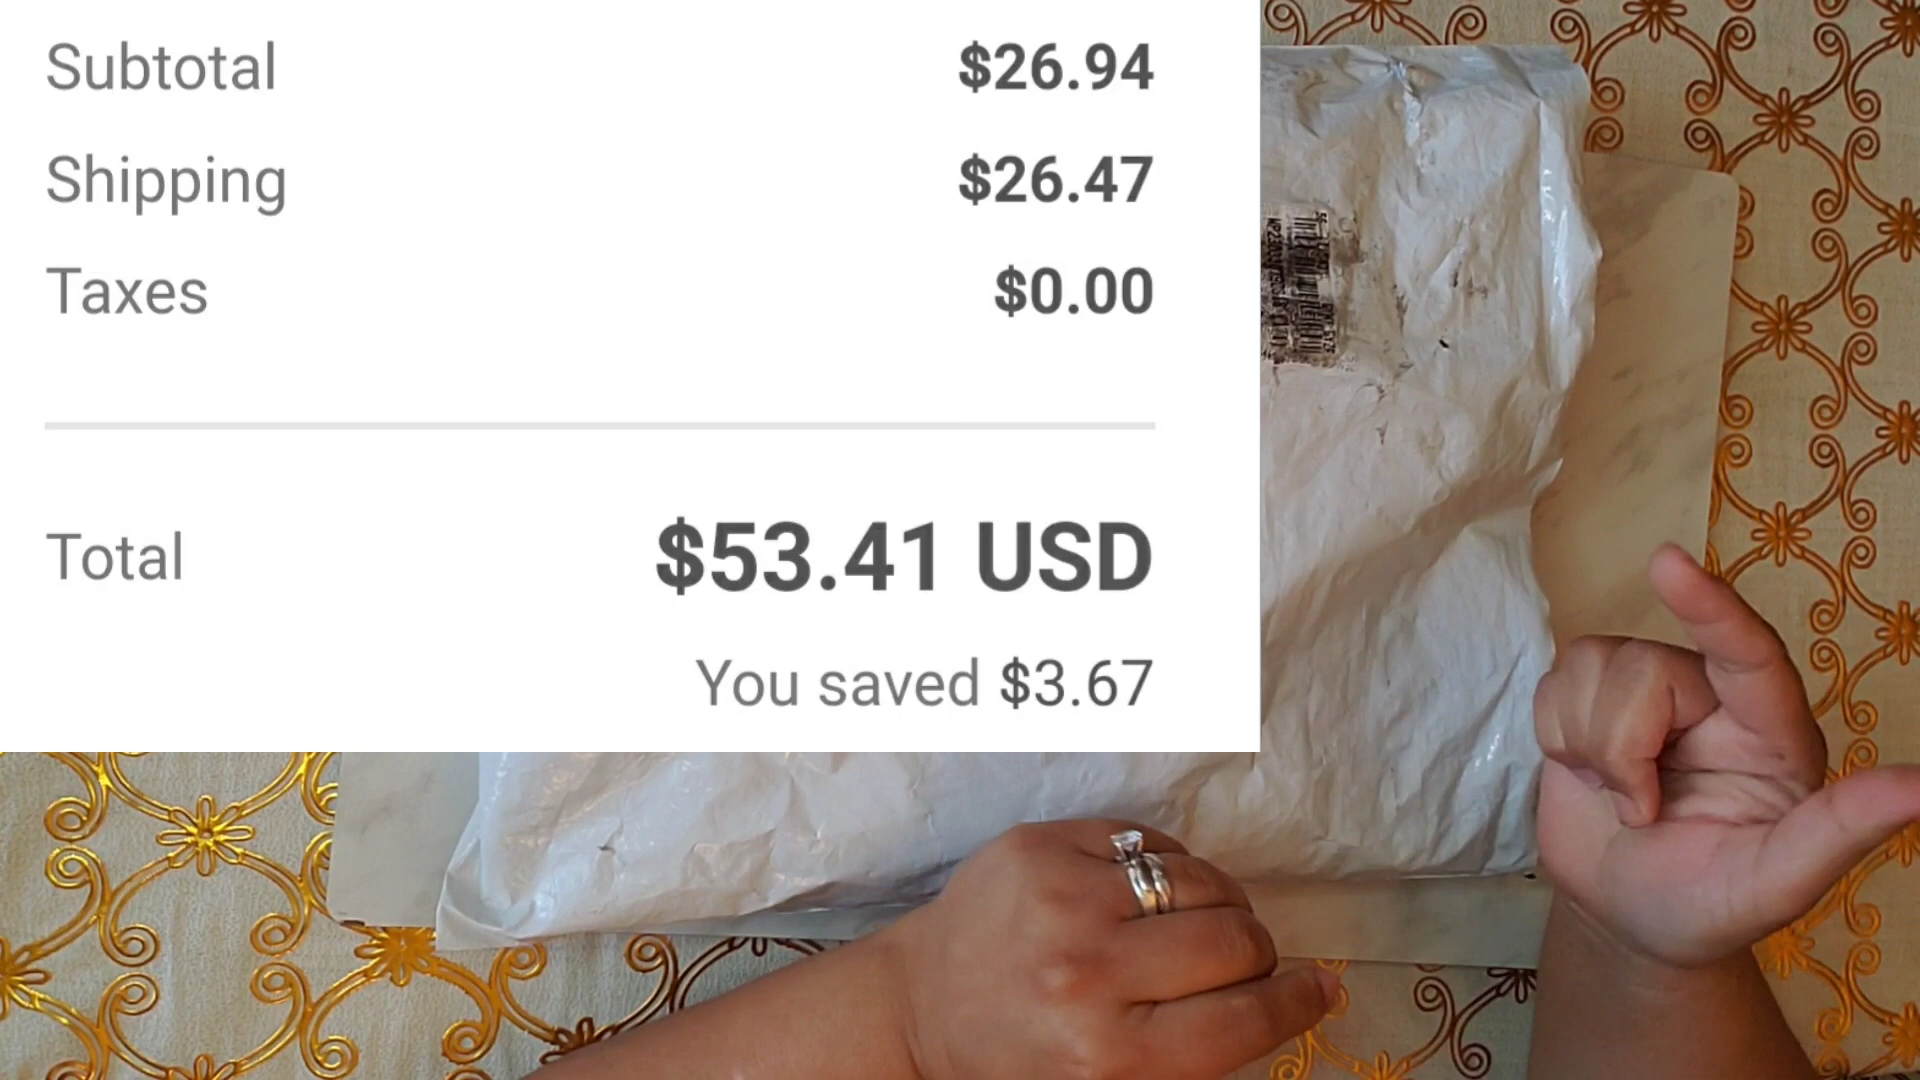 Subtotal $26.94
Shipping $26.47
Taxes $0.00
Total $53.41 USD
You saved $3.67